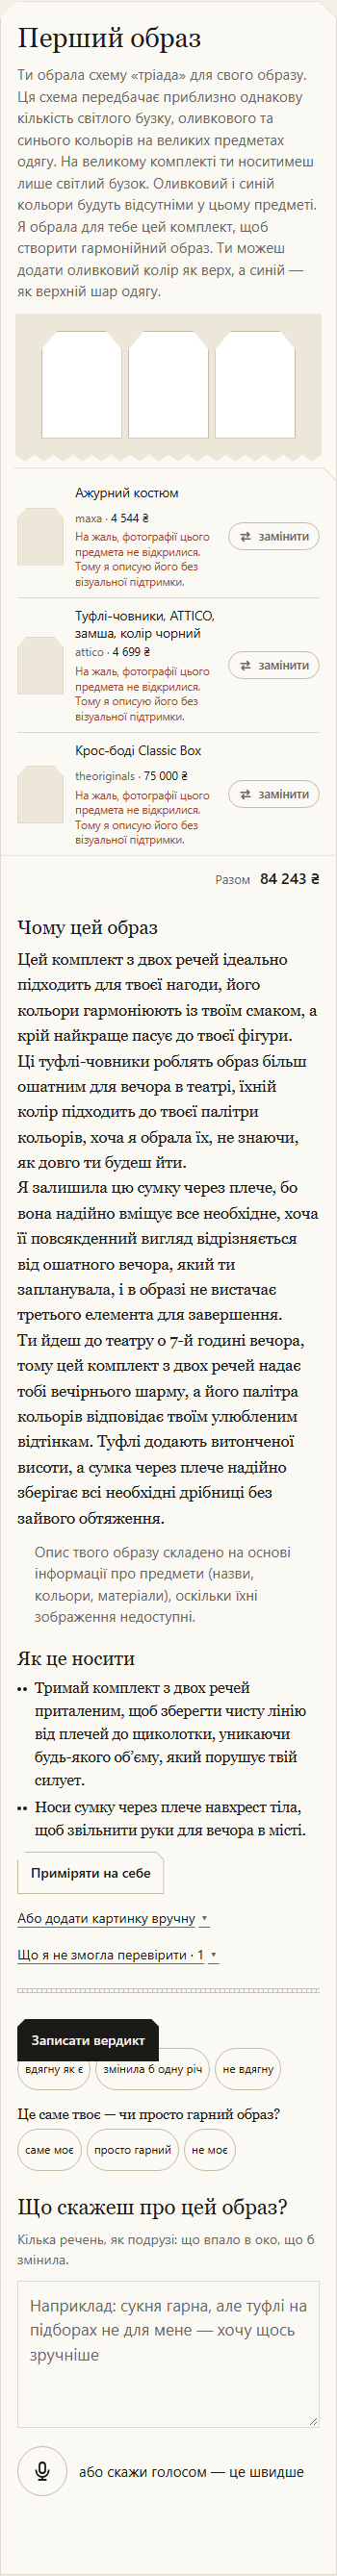 Перший образ
Ти обрала схему «тріада» для свого образу.
Ця схема передбачає приблизно однакову
кількість світлого бузку, оливкового та
синього кольорів на великих предметах
одягу. На великому комплекті ти носитимеш
лише світлий бузок. Оливковий і синій
кольори будуть відсутніми у цьому предметі.
Я обрала для тебе цей комплект, щоб
створити гармонійний образ. Ти можеш
додати оливковий колір як верх, а синій —
як верхній шар одягу.
Ажурний костюм
maxa · 4 544 ₴
На жаль, фотографії цього
предмета не відкрилися.
Тому я описую його без
візуальної підтримки.
замінити
Туфлі-човники, ATTICO,
замша, колір чорний
attico · 4 699 ₴
На жаль, фотографії цього
предмета не відкрилися.
Тому я описую його без
візуальної підтримки.
замінити
Крос-боді Classic Box
theoriginals · 75 000 ₴
На жаль, фотографії цього
предмета не відкрилися.
Тому я описую його без
візуальної підтримки.
замінити
Разом 84 243 ₴
Чому цей образ
Цей комплект з двох речей ідеально
підходить для твоєї нагоди, його
кольори гармоніюють із твоїм смаком, а
крій найкраще пасує до твоєї фігури.
Ці туфлі-човники роблять образ більш
ошатним для вечора в театрі, їхній
колір підходить до твоєї палітри
кольорів, хоча я обрала їх, не знаючи,
як довго ти будеш йти.
Я залишила цю сумку через плече, бо
вона надійно вміщує все необхідне, хоча
її повсякденний вигляд відрізняється
від ошатного вечора, який ти
запланувала, і в образі не вистачає
третього елемента для завершення.
Ти йдеш до театру о 7-й годині вечора,
тому цей комплект з двох речей надає
тобі вечірнього шарму, а його палітра
кольорів відповідає твоїм улюбленим
відтінкам. Туфлі додають витонченої
висоти, а сумка через плече надійно
зберігає всі необхідні дрібниці без
зайвого обтяження.
Опис твого образу складено на основі
інформації про предмети (назви,
кольори, матеріали), оскільки їхні
зображення недоступні.
Як це носити
Тримай комплект з двох речей
приталеним, щоб зберегти чисту лінію
від плечей до щиколотки, уникаючи
будь-якого об’єму, який порушує твій
силует.
Носи сумку через плече навхрест тіла,
щоб звільнити руки для вечора в місті.
Приміряти на себе
Або додати картинку вручну
Що я не змогла перевірити · 1
Записати вердикт
вдягну як є
змінила б одну річ
не вдягну
Це саме твоє — чи просто гарний образ?
саме моє
просто гарний
не моє
Що скажеш про цей образ?
Кілька речень, як подрузі: що впало в око, що б
змінила.
Наприклад: сукня гарна, але туфлі на
підборах не для мене — хочу щось
зручніше
або скажи голосом — це швидше